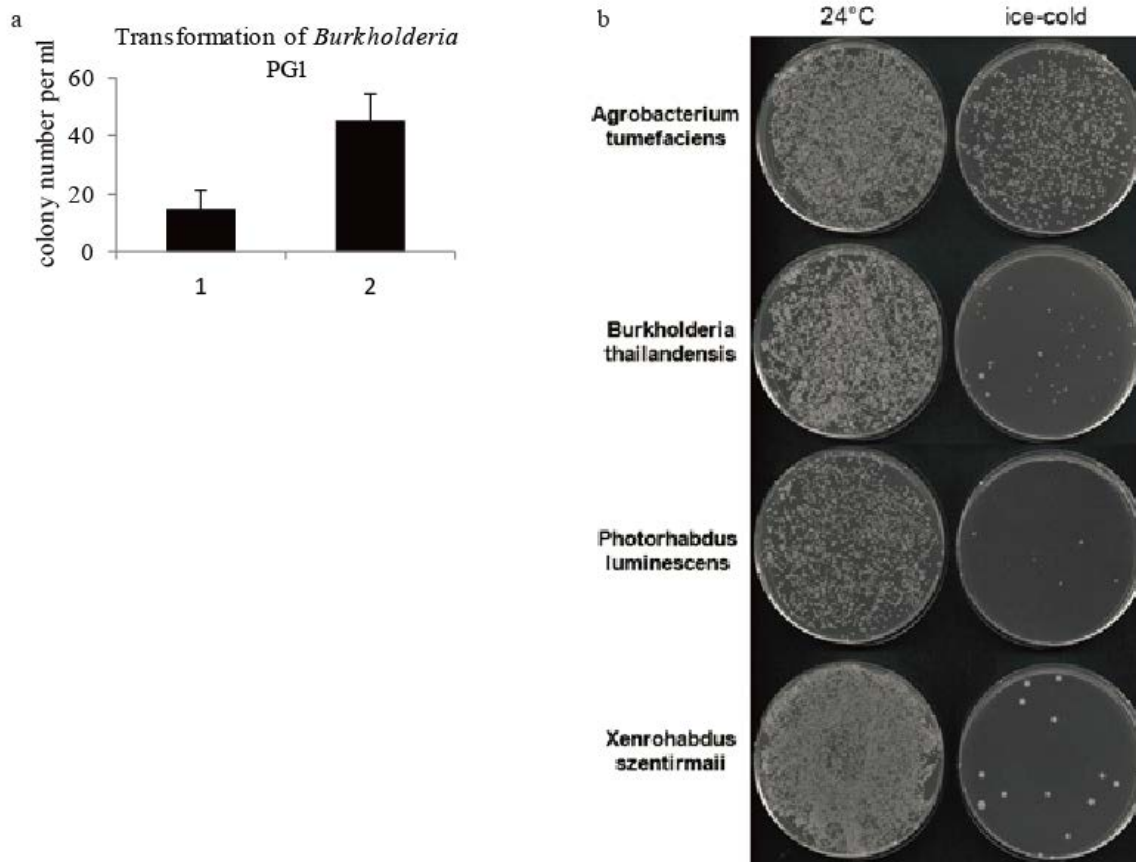 a
Transformation of Burkholderia
PG1
colony number per ml
60
40
20
0
1
2
b
24°C
ice-cold
Agrobacterium
tumefaciens
Burkholderia
thailandensis
Photorhabdus
luminescens
Xenrohabdus
szentirmaii